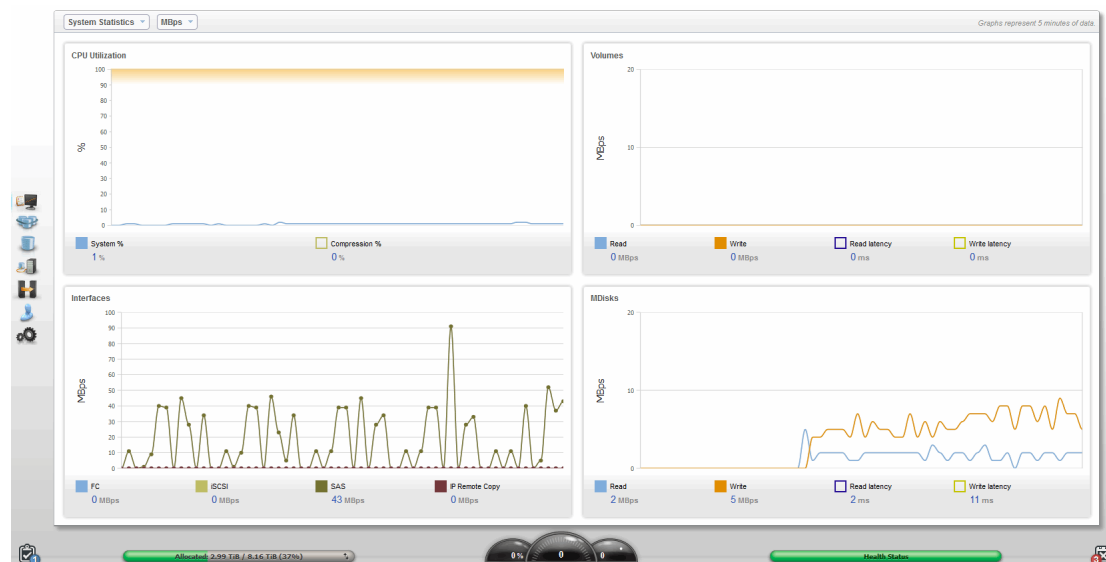 System Statistics
MBps
Graphs represent 5 minutes of data.
CPU Utilization
100
90
80
70
60
50
40
30
20
10
0
%
System %
1 %
Compression %
0 %
Volumes
20
10
0
MBps
Read
0 MBps
Write
0 MBps
Read latency
0 ms
Write latency
0 ms
Interfaces
100
90
80
70
60
50
40
30
20
10
0
MBps
FC
0 MBps
iSCSI
0 MBps
SAS
43 MBps
IP Remote Copy
0 MBps
MDisks
20
10
0
MBps
Read
2 MBps
Write
5 MBps
Read latency
2 ms
Write latency
11 ms
1
Allocated: 2.99 TiB / 8.16 TiB (37%)
0%
0
0
Health Status
3